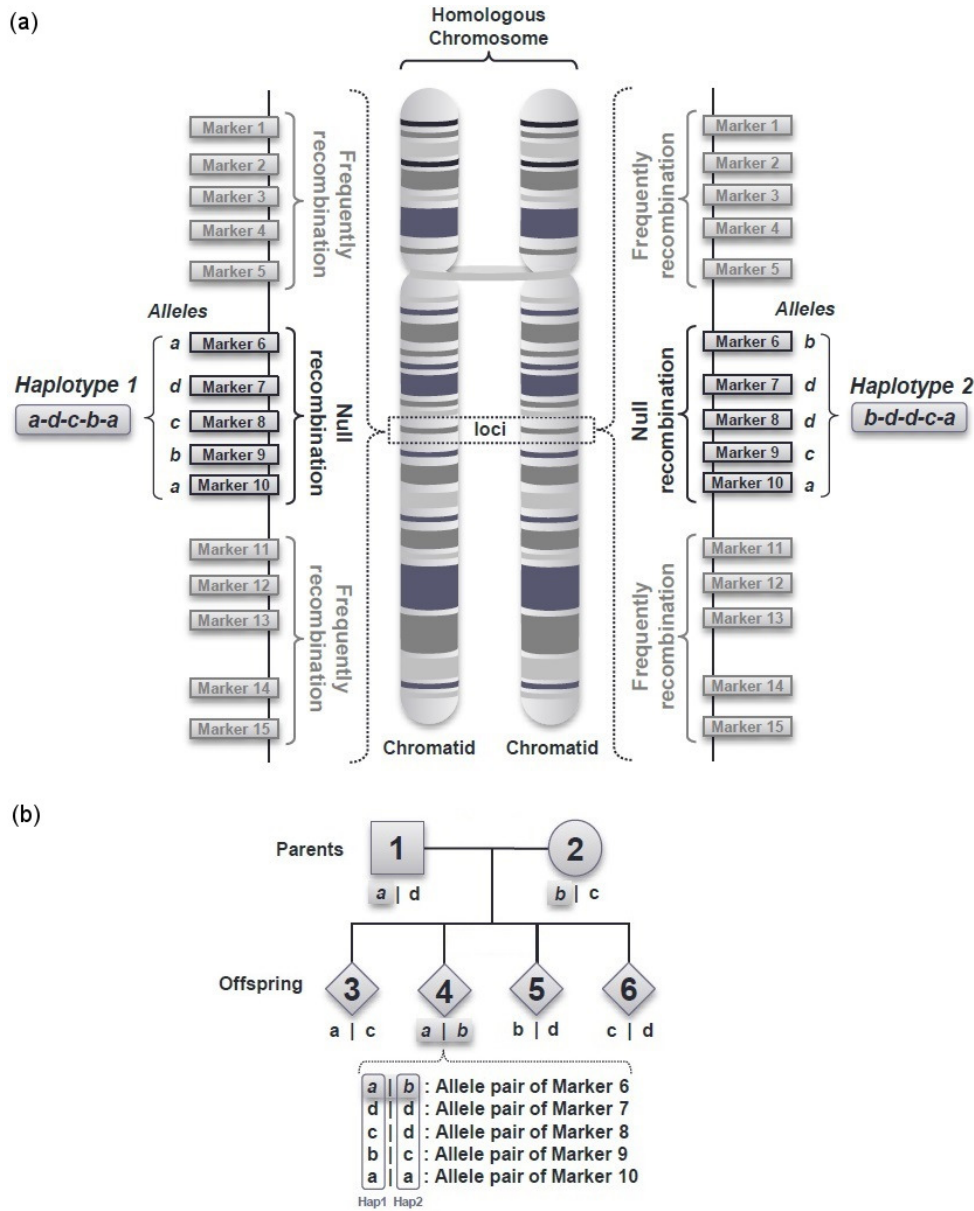 (a)
Homologous
Chromosome
Marker 1
Marker 2
Marker 3
Marker 4
Marker 5
Frequently
recombination
Alleles
a Marker 6
d Marker 7
c Marker 8
b Marker 9
a Marker 10
Null
recombination
Haplotype 1
a-d-c-b-a
Marker 11
Marker 12
Marker 13
Marker 14
Marker 15
Frequently
recombination
loci
Chromatid Chromatid
Frequently
recombination
Marker 1
Marker 2
Marker 3
Marker 4
Marker 5
Alleles
Null
recombination
Marker 6 b
Marker 7 d
Marker 8 d
Marker 9 c
Marker 10 a
Haplotype 2
b-d-d-c-a
Frequently
recombination
Marker 11
Marker 12
Marker 13
Marker 14
Marker 15
(b)
Parents 1 2
a | d b | c
Offspring 3 4 5 6
a | c a | b b | d c | d
a | b : Allele pair of Marker 6
d | d : Allele pair of Marker 7
c | d : Allele pair of Marker 8
b | c : Allele pair of Marker 9
a | a : Allele pair of Marker 10
Hap1 Hap2